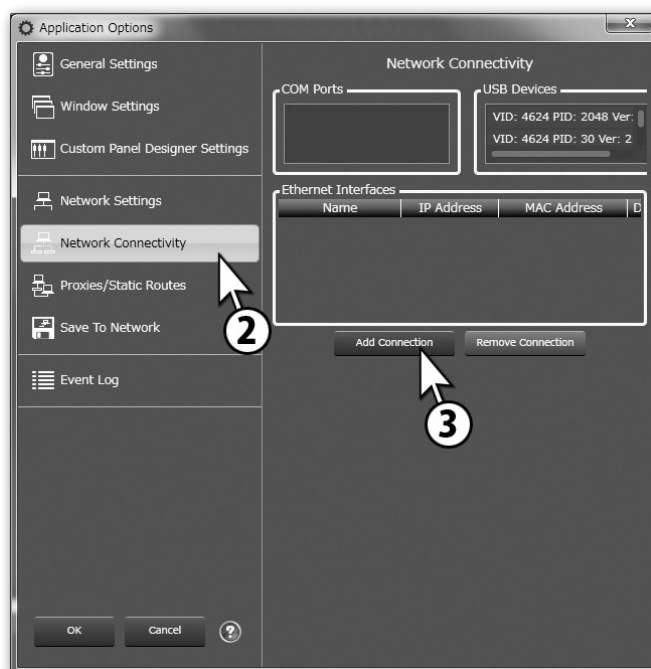 Application Options
X
General Settings
Window Settings
Custom Panel Designer Settings
Network Settings
Network Connectivity
Proxies/Static Routes
Save To Network
Event Log
OK
Cancel
?
2
Network Connectivity
COM Ports
USB Devices
VID: 4624 PID: 2048 Ver:
VID: 4624 PID: 30 Ver: 2
Ethernet Interfaces
Name IP Address MAC Address D
Add Connection
Remove Connection
3